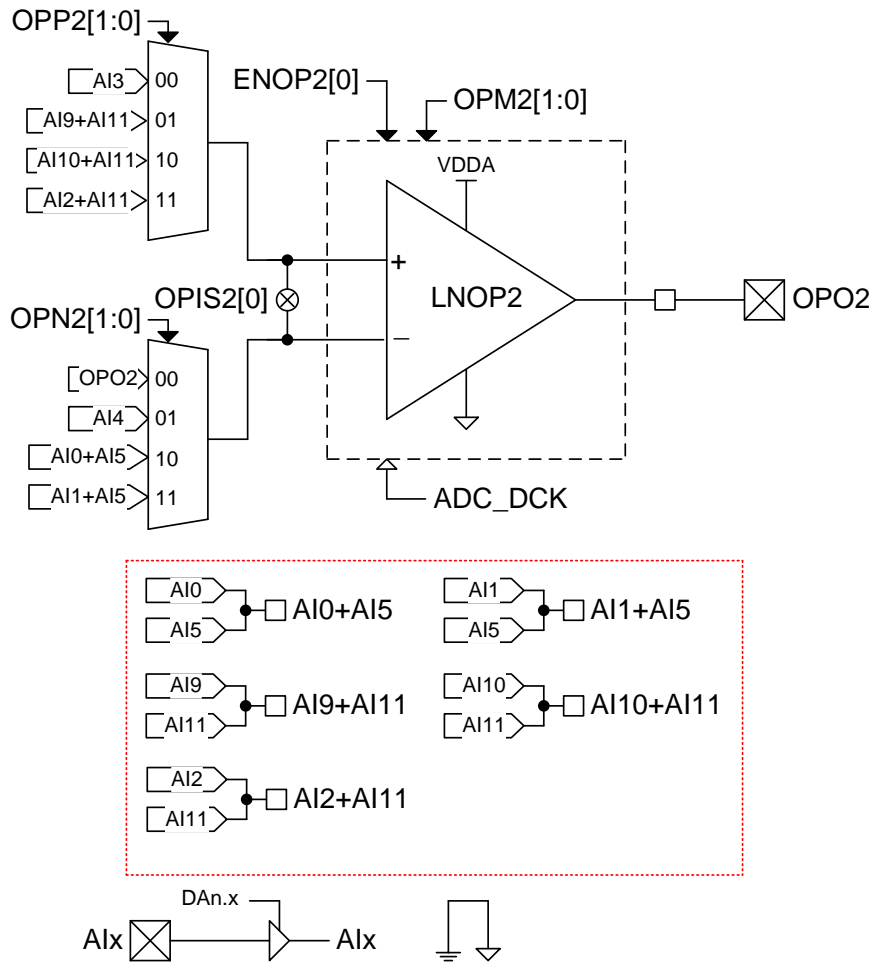 OPP2[1:0]
AI3 00
AI9+AI11 01
AI10+AI11 10
AI2+AI11 11
ENOP2[0]
OPM2[1:0]
VDDA
+
LNOP2
−
OPO2
OPIS2[0]
OPN2[1:0]
OPO2 00
AI4 01
AI0+AI5 10
AI1+AI5 11
ADC_DCK
AI0
AI5
AI0+AI5
AI1
AI5
AI1+AI5
AI9
AI11
AI9+AI11
AI10
AI11
AI10+AI11
AI2
AI11
AI2+AI11
DAn.x
AIx
AIx